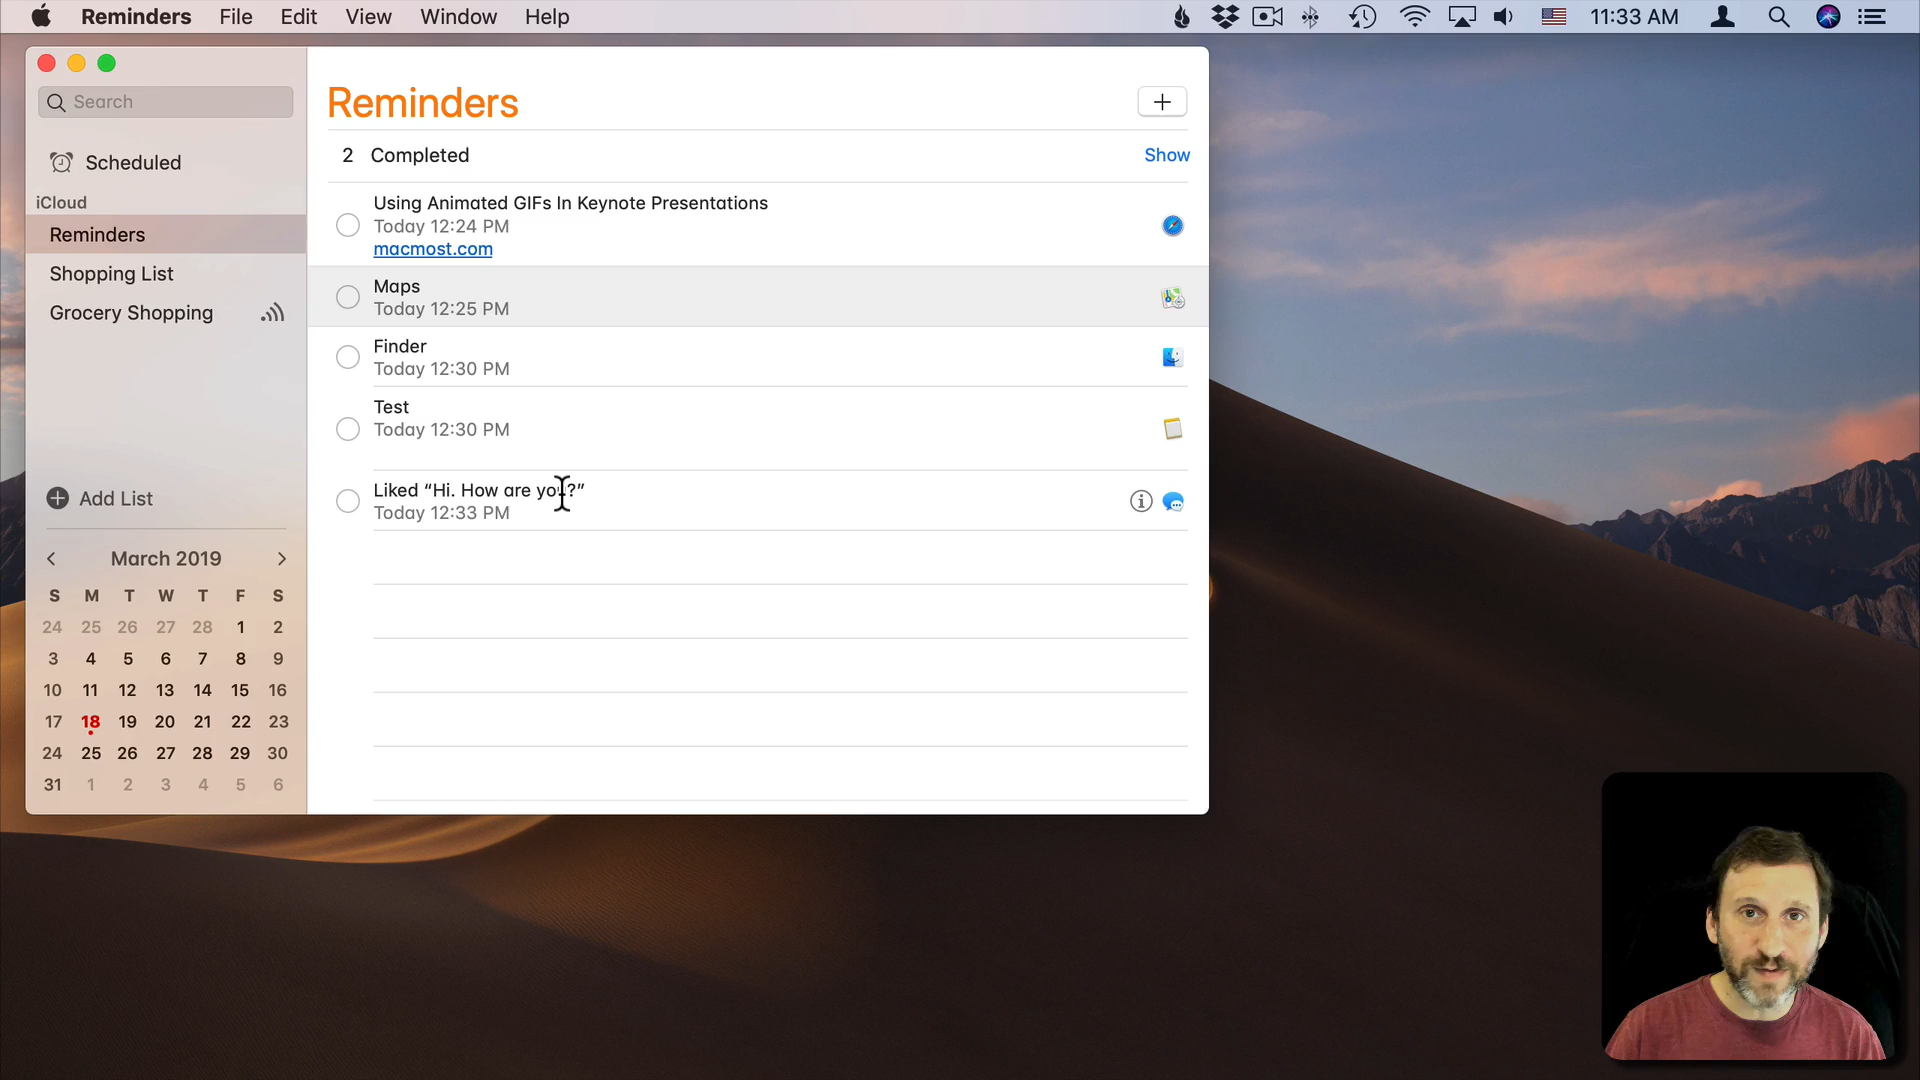 Reminders File Edit View Window Help 11:33 AM
Search
Scheduled
iCloud
Reminders
Shopping List
Grocery Shopping
Add List
March 2019
S M T W T F S
24 25 26 27 28 1 2
3 4 5 6 7 8 9
10 11 12 13 14 15 16
17 18 19 20 21 22 23
24 25 26 27 28 29 30
31 1 2 3 4 5 6
Reminders
2 Completed Show
Using Animated GIFs In Keynote Presentations
Today 12:24 PM
macmost.com
Maps
Today 12:25 PM
Finder
Today 12:30 PM
Test
Today 12:30 PM
Liked “Hi. How are you?”
Today 12:33 PM